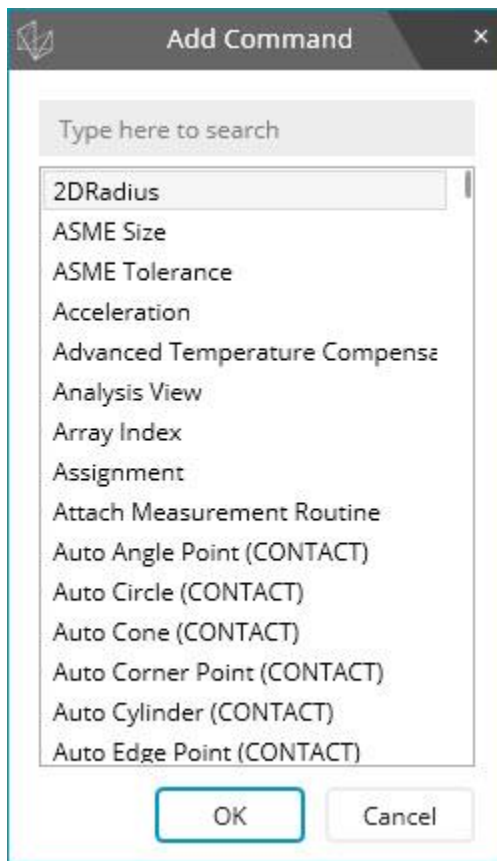 Add Command
Type here to search
2DRadius
ASME Size
ASME Tolerance
Acceleration
Advanced Temperature Compensa
Analysis View
Array Index
Assignment
Attach Measurement Routine
Auto Angle Point (CONTACT)
Auto Circle (CONTACT)
Auto Cone (CONTACT)
Auto Corner Point (CONTACT)
Auto Cylinder (CONTACT)
Auto Edge Point (CONTACT)
OK
Cancel